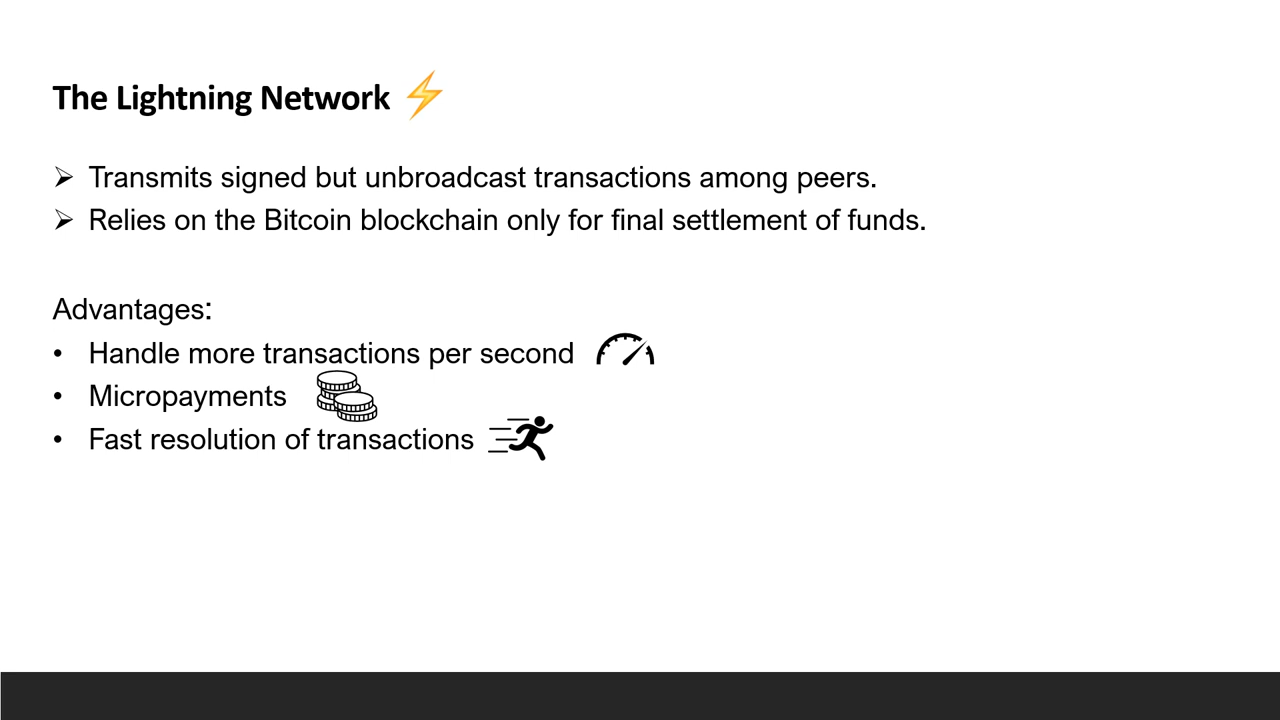 The Lightning Network ⚡
➢ Transmits signed but unbroadcast transactions among peers.
➢ Relies on the Bitcoin blockchain only for final settlement of funds.
Advantages:
• Handle more transactions per second
• Micropayments
• Fast resolution of transactions